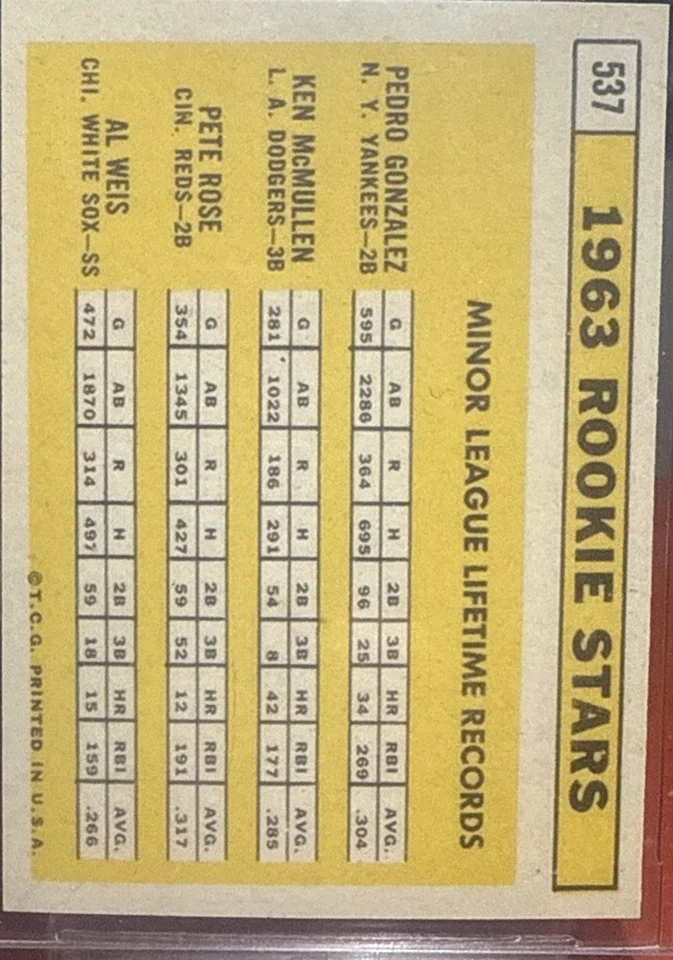 537 1963 ROOKIE STARS
MINOR LEAGUE LIFETIME RECORDS
PEDRO GONZALEZ G AB R H 2B 3B HR RBI AVG.
N. Y. YANKEES—2B 595 2286 364 695 96 25 34 269 .304
KEN McMULLEN G AB R H 2B 3B HR RBI AVG.
L. A. DODGERS—3B 281 1022 186 291 54 8 42 177 .285
PETE ROSE G AB R H 2B 3B HR RBI AVG.
CIN. REDS—2B 354 1345 301 427 59 52 12 191 .317
AL WEIS G AB R H 2B 3B HR RBI AVG.
CHI. WHITE SOX—SS 472 1870 314 497 59 18 15 159 .266
©T.C.G. PRINTED IN U.S.A.